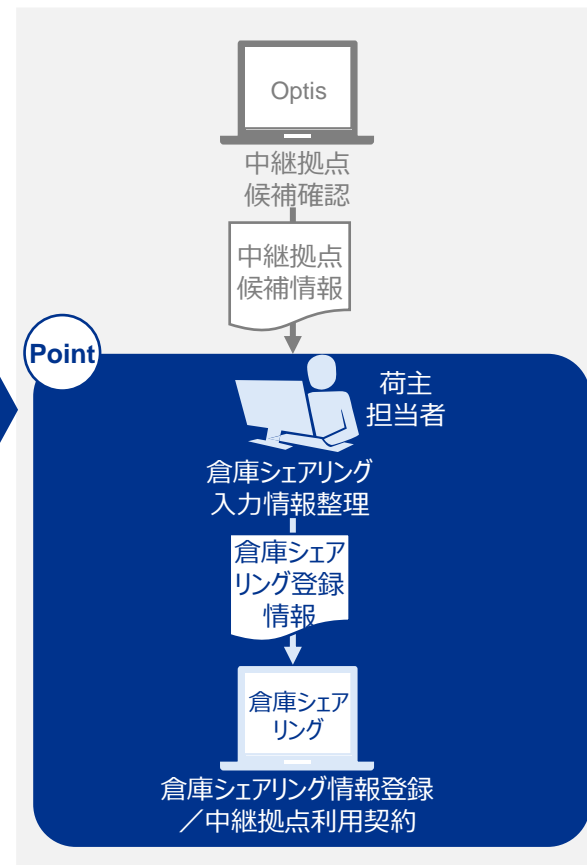 Optis
中継拠点
候補確認
中継拠点
候補情報
Point
荷主
担当者
倉庫シェアリング
入力情報整理
倉庫シェア
リング登録
情報
倉庫シェア
リング
倉庫シェアリング情報登録
／中継拠点利用契約